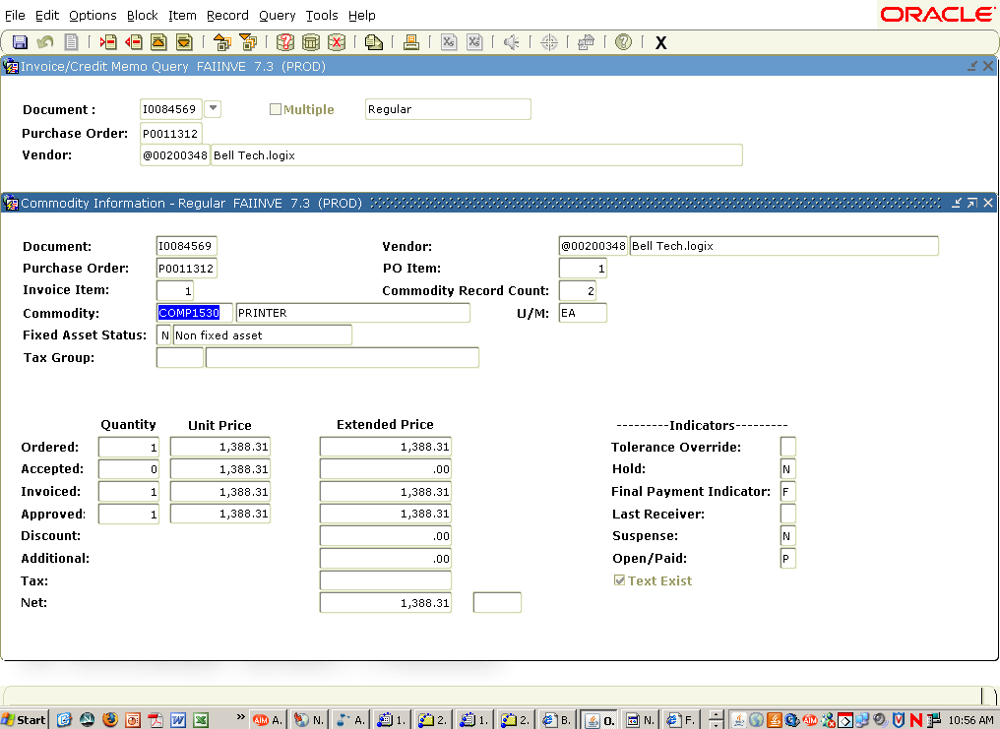 File Edit Options Block Item Record Query Tools Help
ORACLE
X
Invoice/Credit Memo Query FAIINVE 7.3 (PROD)
Document : I0084569 Multiple Regular
Purchase Order: P0011312
Vendor: @00200348 Bell Tech.logix
Commodity Information - Regular FAIINVE 7.3 (PROD)
Document: I0084569 Vendor: @00200348 Bell Tech.logix
Purchase Order: P0011312 PO Item: 1
Invoice Item: 1 Commodity Record Count: 2
Commodity: COMP1530 PRINTER U/M: EA
Fixed Asset Status: N Non fixed asset
Tax Group:
Quantity Unit Price Extended Price ---------Indicators---------
Ordered: 1 1,388.31 1,388.31 Tolerance Override:
Accepted: 0 1,388.31 .00 Hold: N
Invoiced: 1 1,388.31 1,388.31 Final Payment Indicator: F
Approved: 1 1,388.31 1,388.31 Last Receiver:
Discount: .00 Suspense: N
Additional: .00 Open/Paid: P
Tax: Text Exist
Net: 1,388.31
Start » A. N. A. 1. 2. 1. 2. B. O. N. F. 10:56 AM